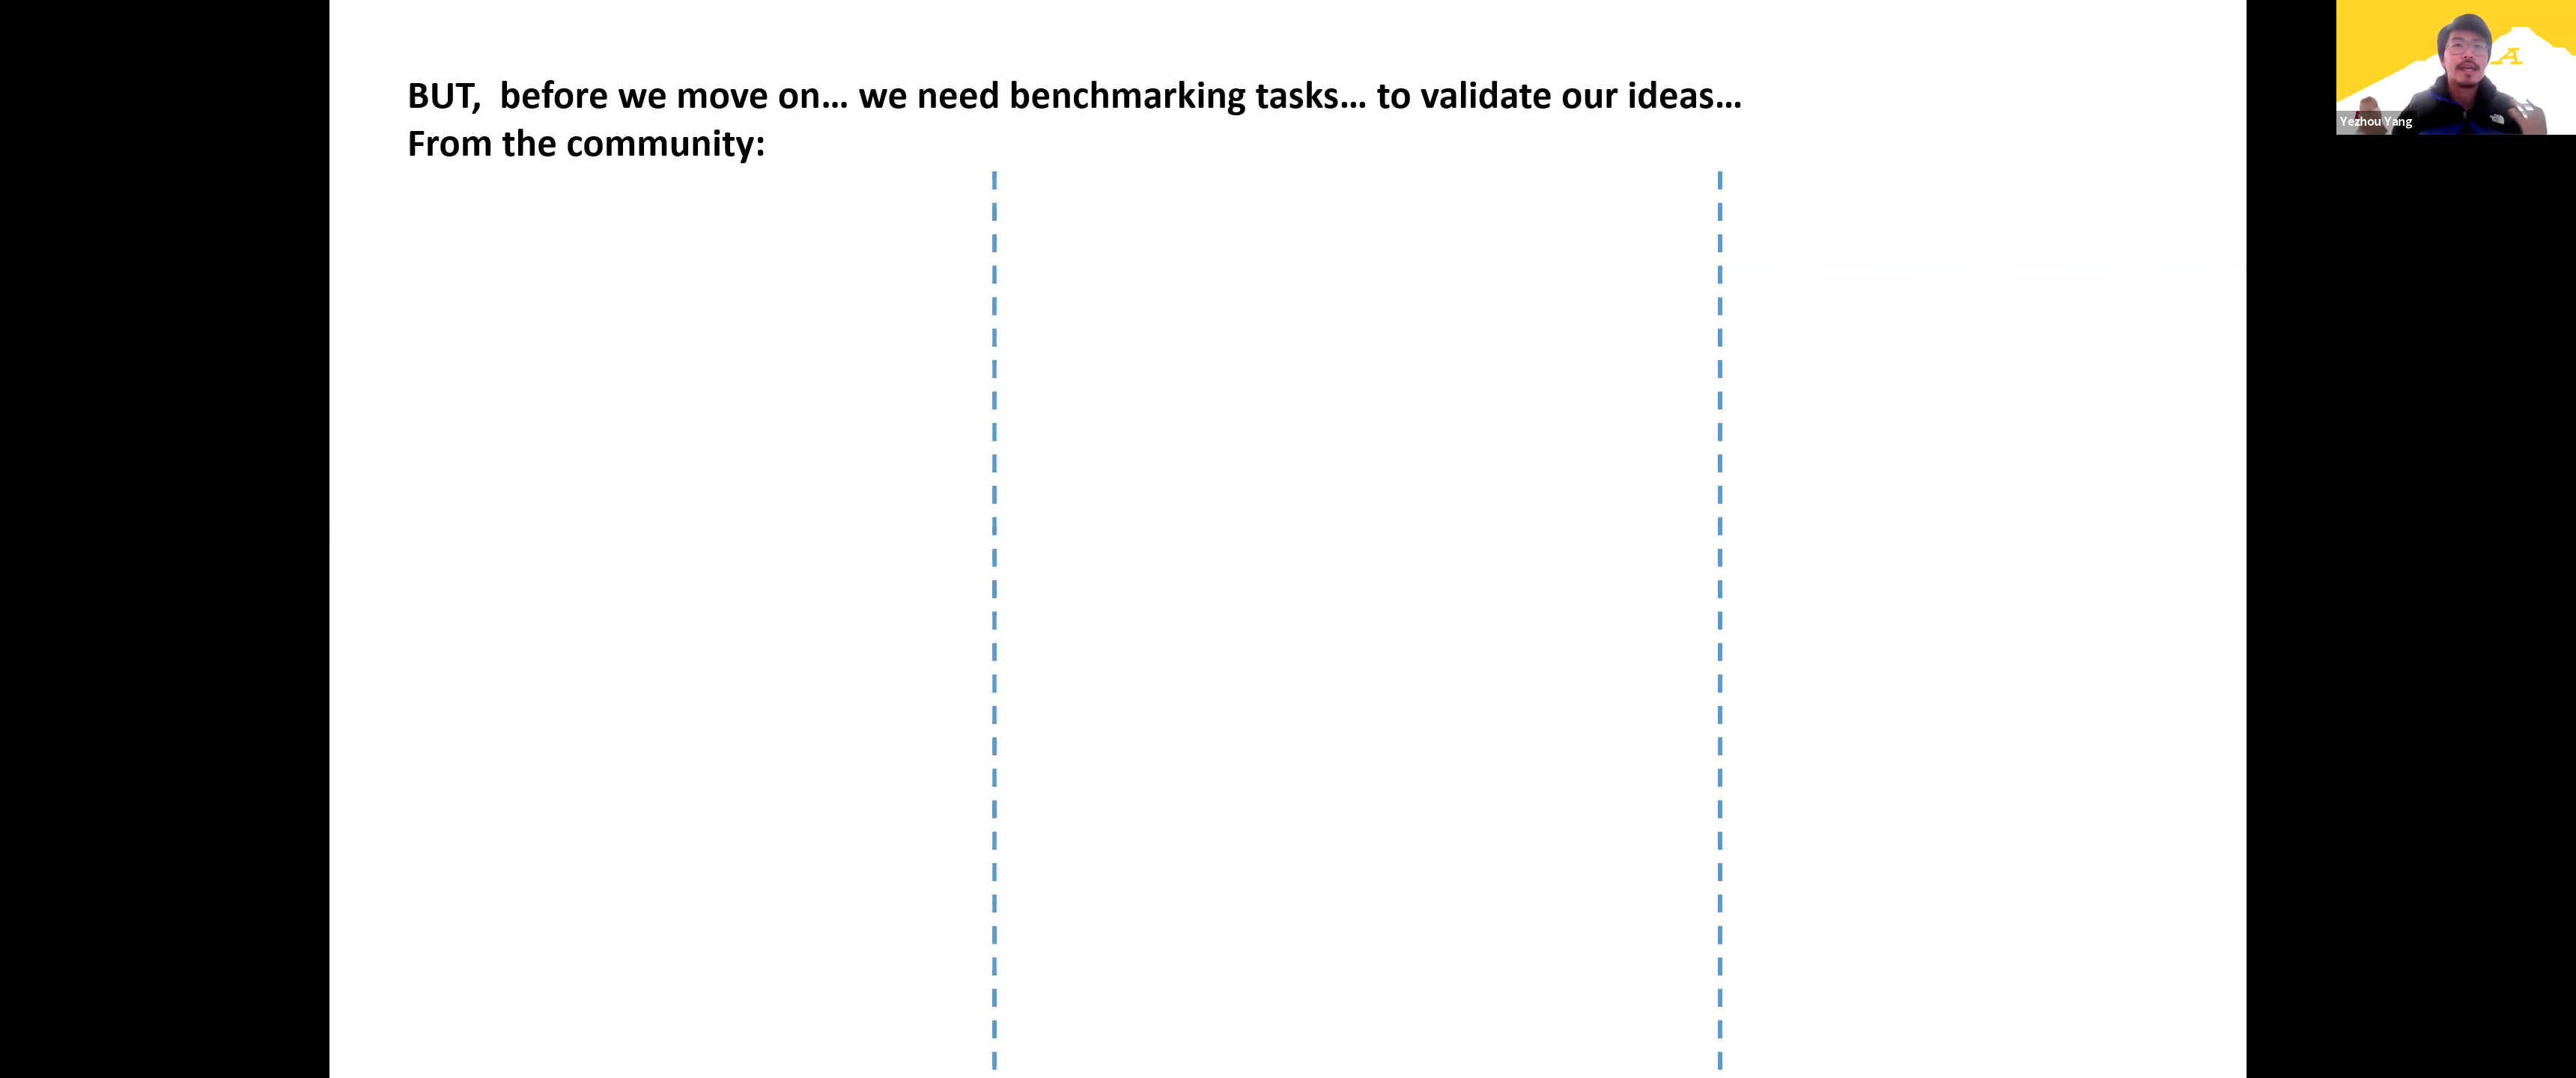 BUT,  before we move on... we need benchmarking tasks... to validate our ideas...
From the community:
A
Yezhou Yang